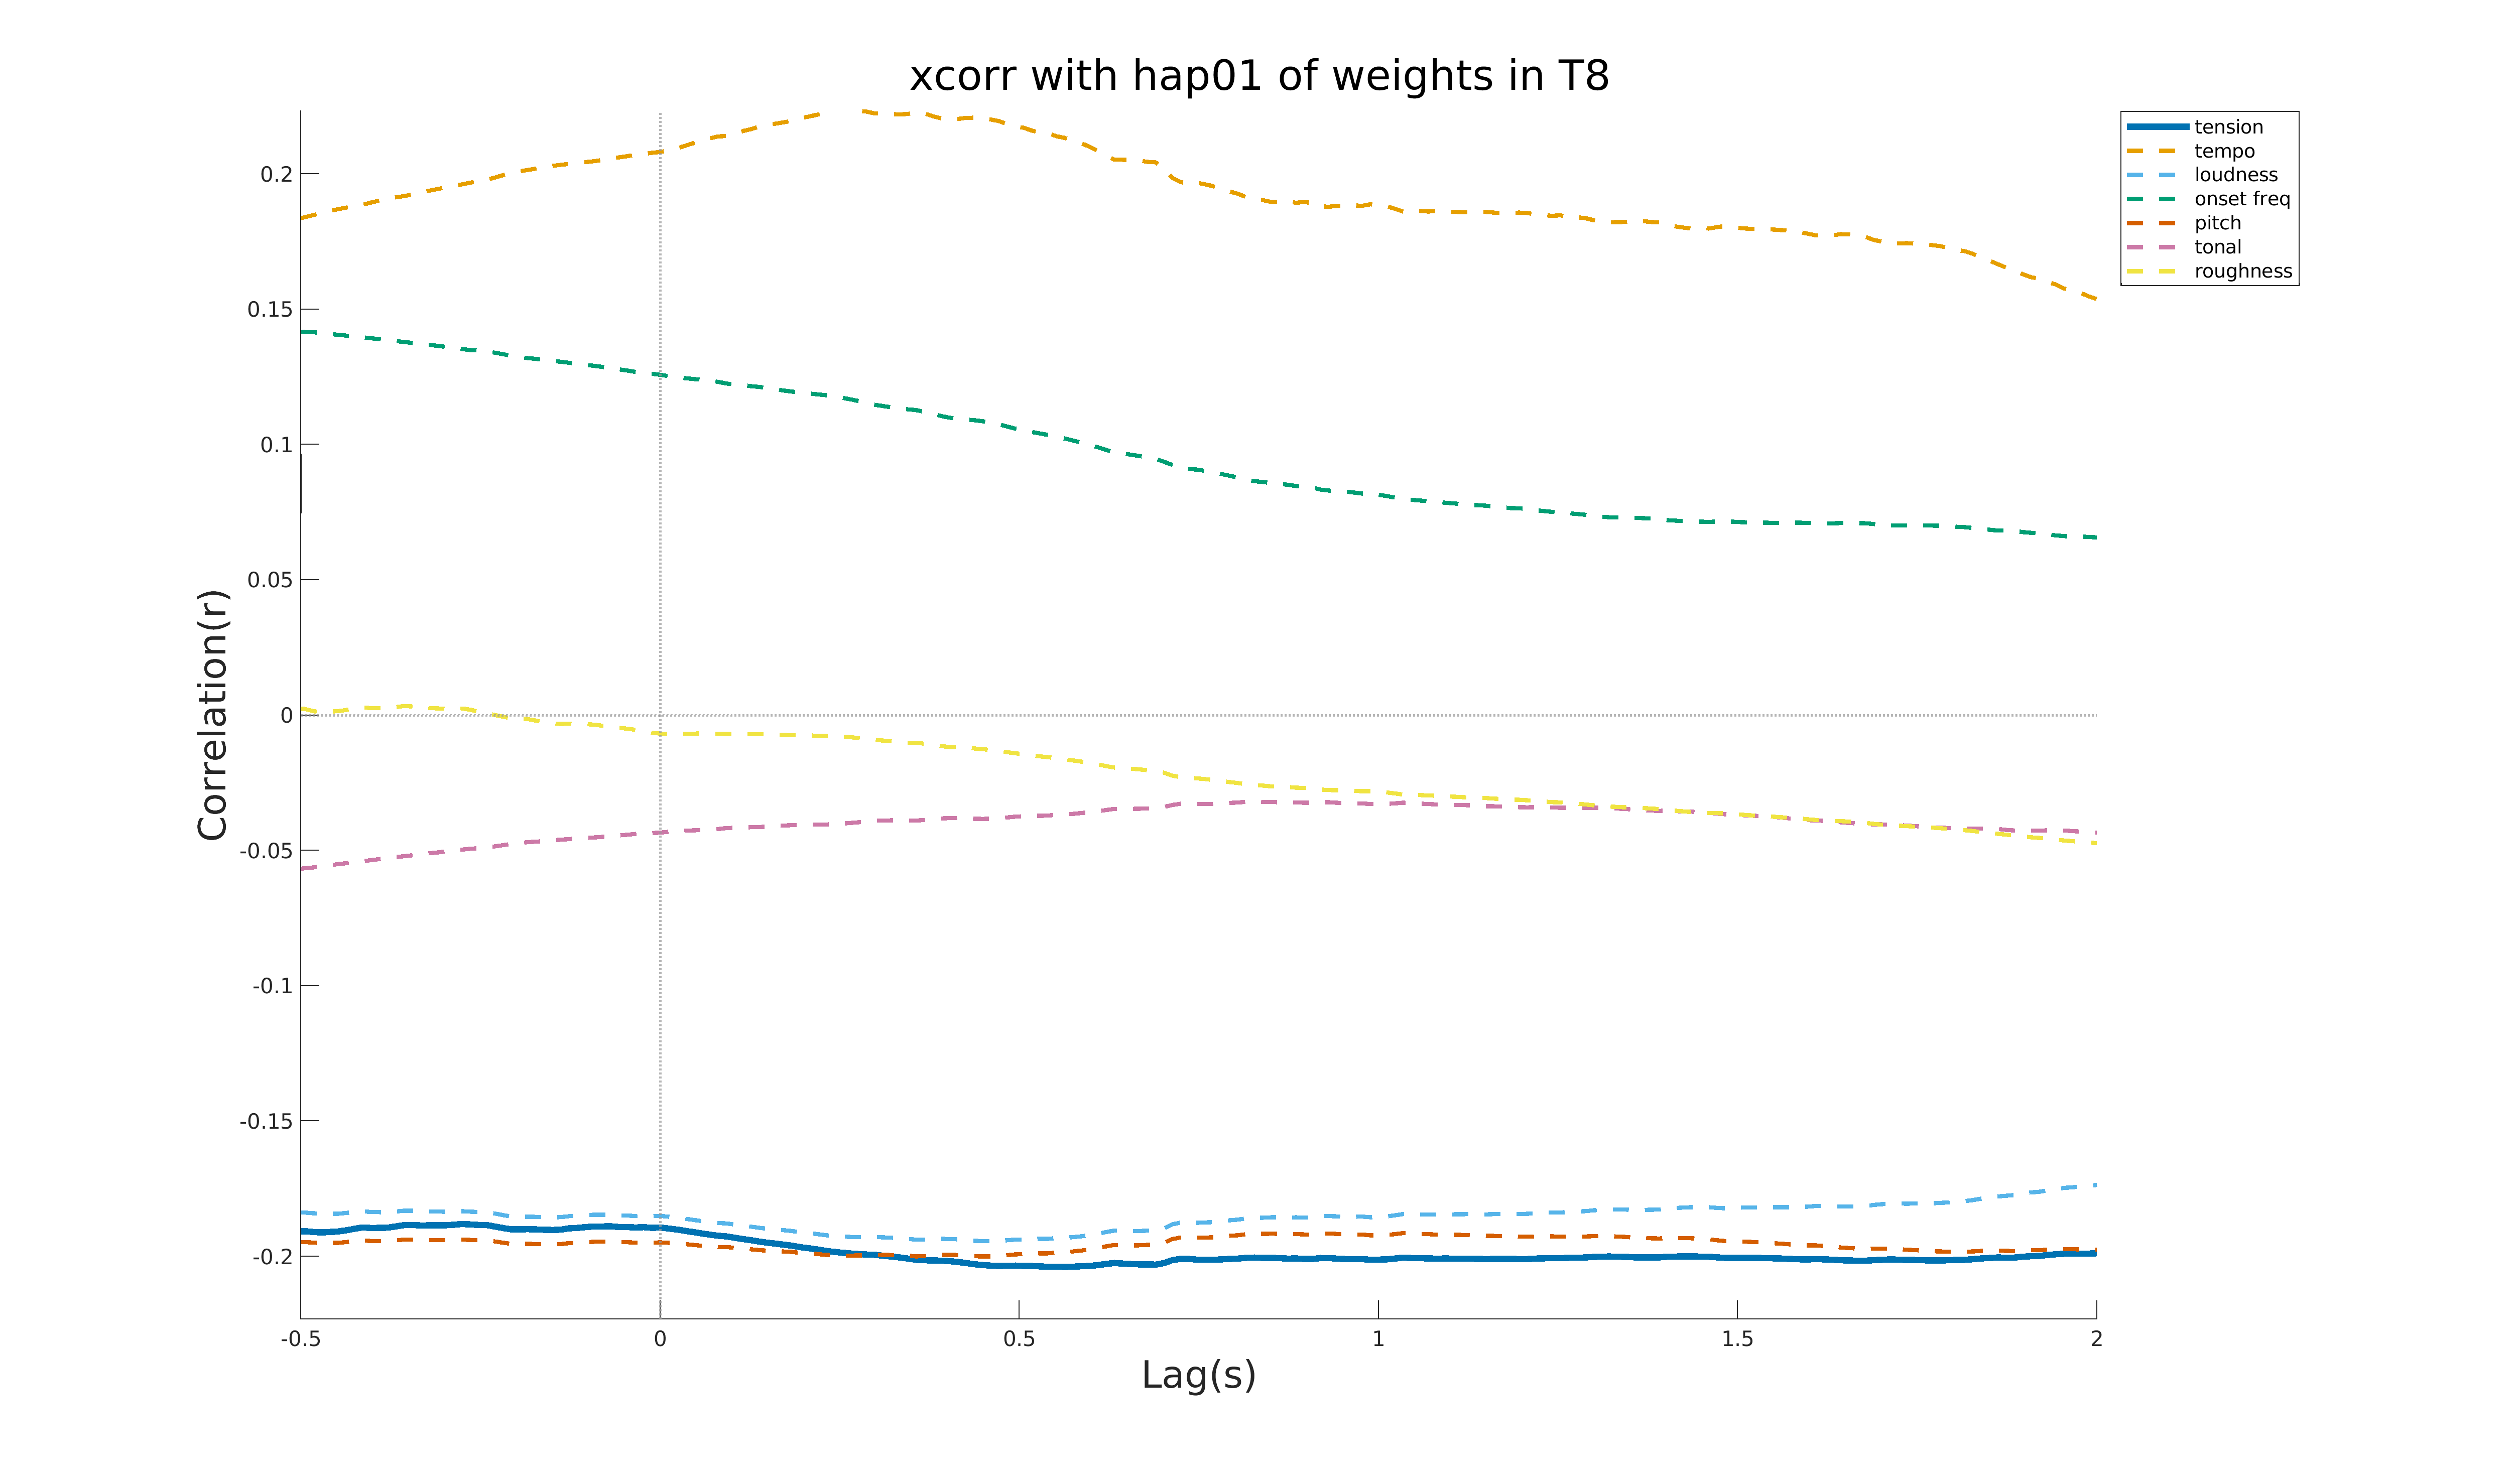 xcorr with hap01 of weights in T8
tension
tempo
loudness
onset freq
pitch
tonal
roughness
0.2
0.15
0.1
0.05
0
-0.05
-0.1
-0.15
-0.2
Correlation(r)
-0.5 0 0.5 1 1.5 2
Lag(s)